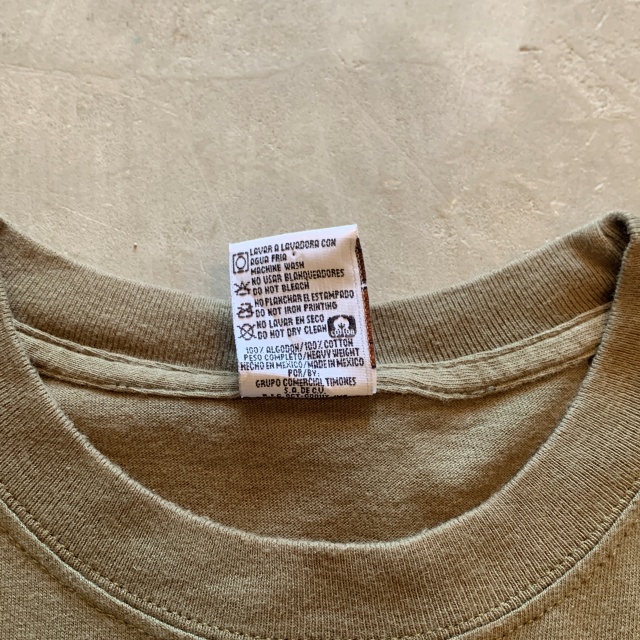 LAVAR A LAVADORA CON
AGUA FRIA
MACHINE WASH
NO USAR BLANQUEADORES
DO NOT BLEACH
NO PLANCHAR EL ESTAMPADO
DO NOT IRON PRINTING
NO LAVAR EN SECO
DO NOT DRY CLEAN
COTTON
100% ALGODON/100% COTTON
PESO COMPLETO/HEAVY WEIGHT
HECHO EN MEXICO/MADE IN MEXICO
POR/BY:
GRUPO COMERCIAL TIMONES
S.A. DE C.V.